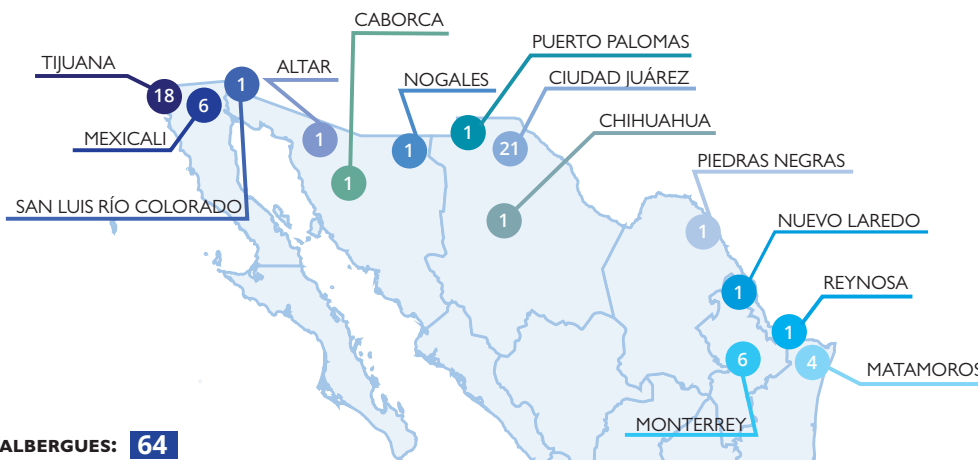 CABORCA
PUERTO PALOMAS
TIJUANA
ALTAR
NOGALES
CIUDAD JUÁREZ
18
6
1
CHIHUAHUA
MEXICALI
1
1
1
21
PIEDRAS NEGRAS
1
SAN LUIS RÍO COLORADO
1
NUEVO LAREDO
1
REYNOSA
1
1
6
4
MATAMOROS
MONTERREY
ALBERGUES: 64